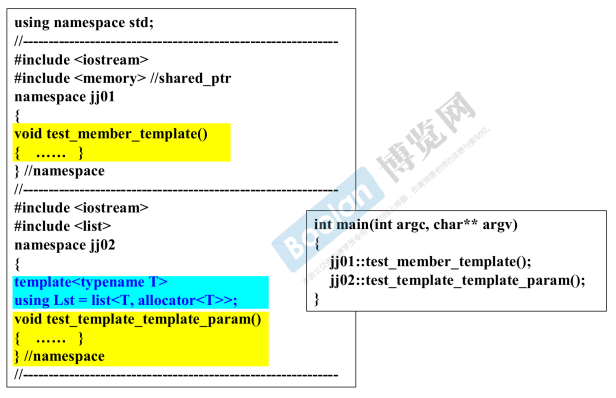 using namespace std;
//----------------------------------------------------------------
#include <iostream>
#include <memory> //shared_ptr
namespace jj01
{
void test_member_template()
{ …… }
} //namespace
//----------------------------------------------------------------
#include <iostream>
#include <list>
namespace jj02
{
template<typename T>
using Lst = list<T, allocator<T>>;
void test_template_template_param()
{ …… }
} //namespace
//----------------------------------------------------------------
int main(int argc, char** argv)
{
jj01::test_member_template();
jj02::test_template_template_param();
}
Boolan 博览网